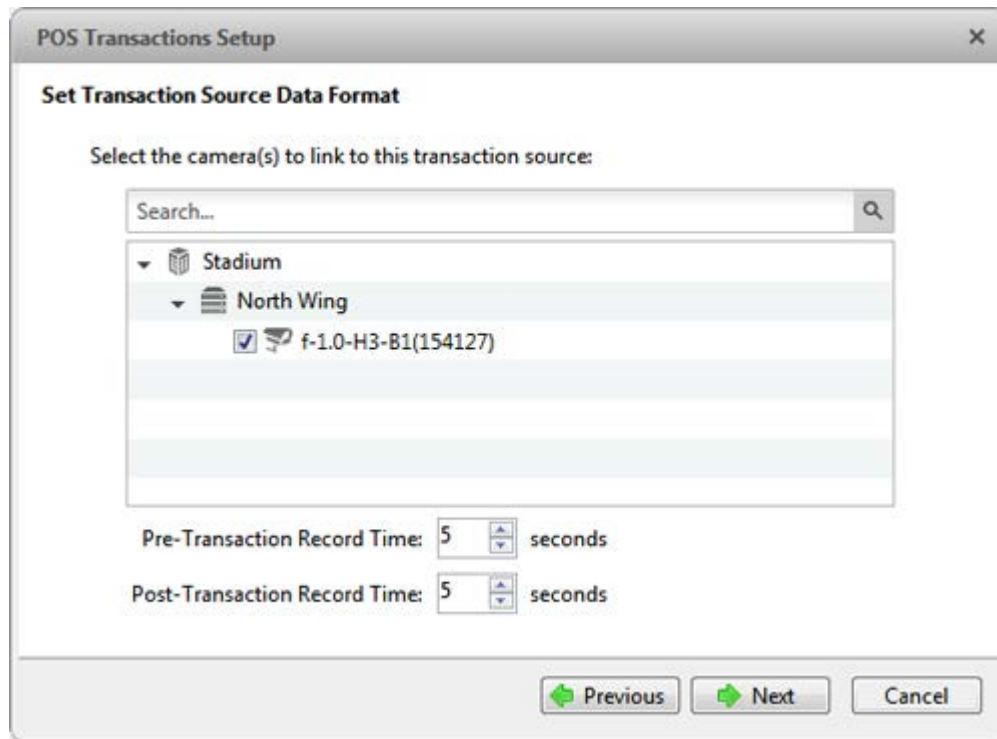 POS Transactions Setup
Set Transaction Source Data Format
Select the camera(s) to link to this transaction source:
Search...
Stadium
North Wing
f-1.0-H3-B1(154127)
Pre-Transaction Record Time: 5 seconds
Post-Transaction Record Time: 5 seconds
Previous Next Cancel